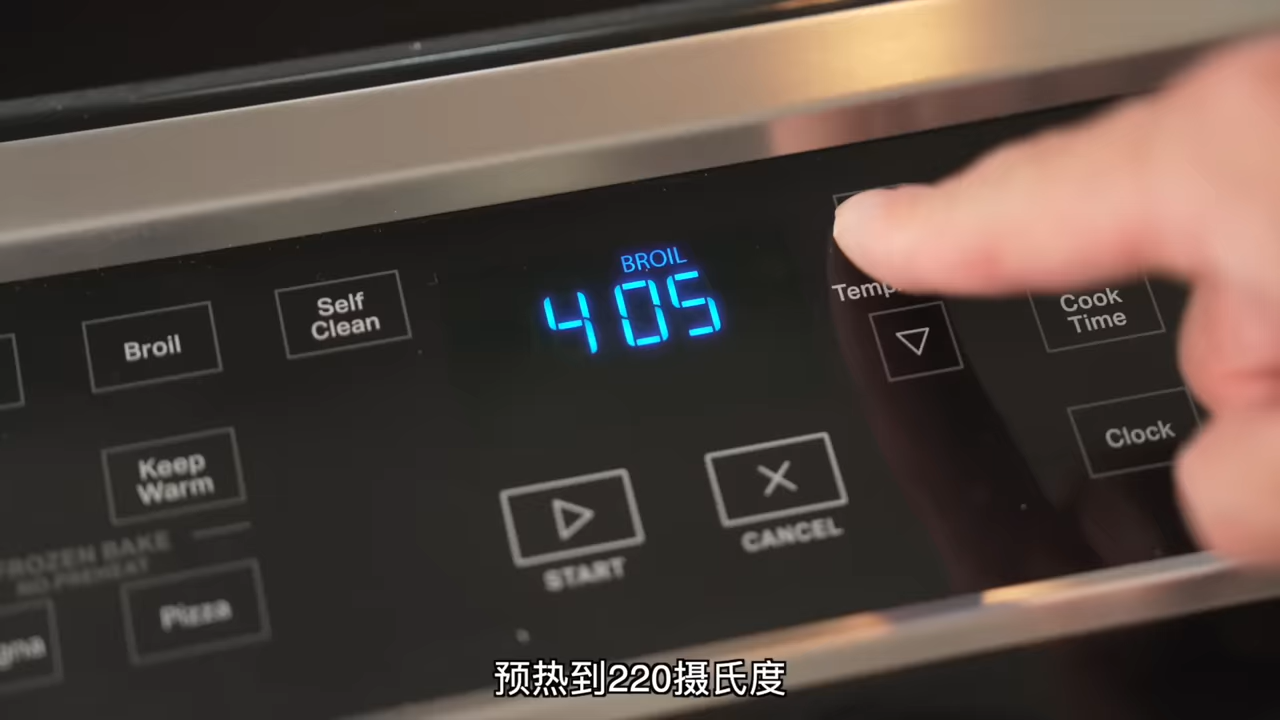 BROIL
405
Self
Clean
Broil
Cook
Time
Clock
Keep
Warm
FROZEN BAKE
NO PREHEAT
Pizza
START
CANCEL
预热到220摄氏度